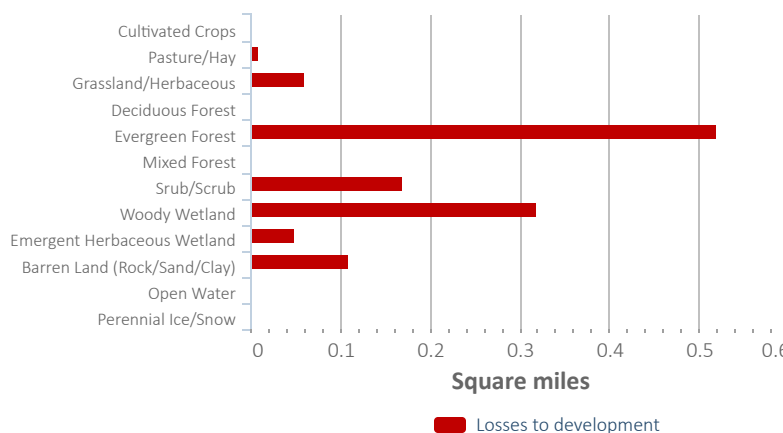 Cultivated Crops
Pasture/Hay
Grassland/Herbaceous
Deciduous Forest
Evergreen Forest
Mixed Forest
Srub/Scrub
Woody Wetland
Emergent Herbaceous Wetland
Barren Land (Rock/Sand/Clay)
Open Water
Perennial Ice/Snow
0 0.1 0.2 0.3 0.4 0.5 0.6
Square miles
Losses to development